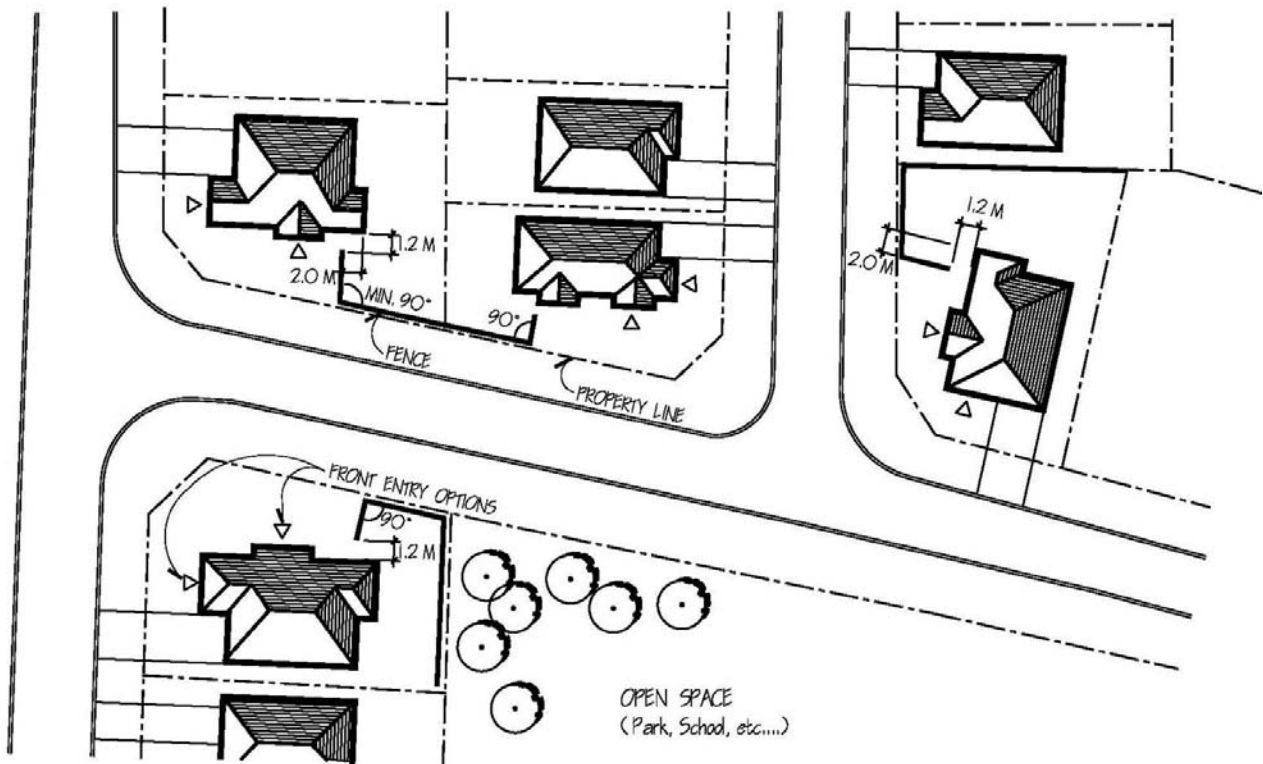 1.2 M
2.0 M
MIN. 90°
90°
FENCE
PROPERTY LINE
1.2 M
2.0 M
FRONT ENTRY OPTIONS
90°
1.2 M
OPEN SPACE
(Park, School, etc....)